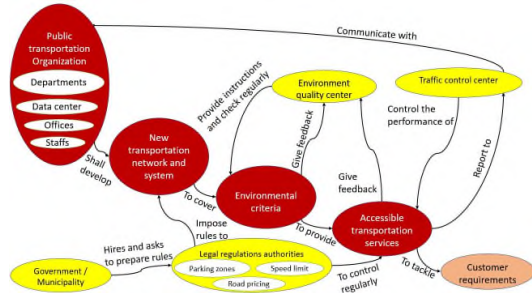 Public
transportation
Organization
Departments
Data center
Offices
Staffs
Communicate with
Provide instructions
and check regularly
Environment
quality center
Traffic control center
Control the
performance of
New
transportation
network and
system
Shall
develop
Give feedback
Report to
To cover
Environmental
criteria
Give
feedback
Impose
rules to
To provide
Accessible
transportation
services
Hires and asks
to prepare rules
Government /
Municipality
Legal regulations authorities
Parking zones
Speed limit
Road pricing
To control
regularly
To tackle
Customer
requirements